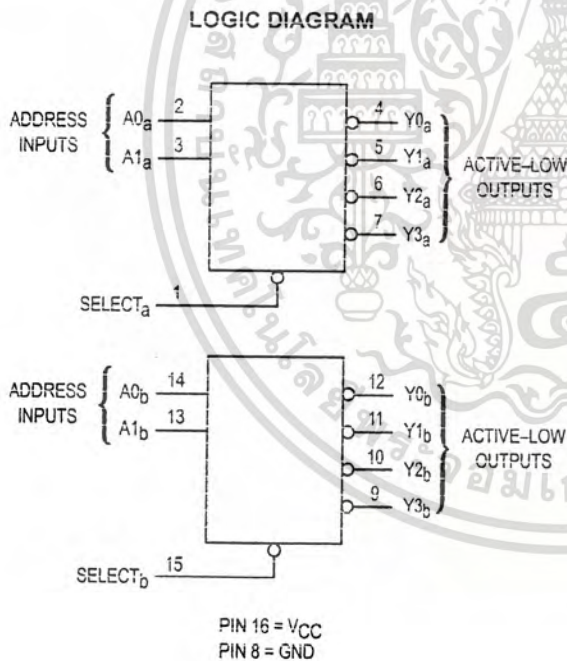 LOGIC DIAGRAM
ADDRESS INPUTS
A0a 2
A1a 3
4 Y0a
5 Y1a
6 Y2a
7 Y3a
ACTIVE–LOW OUTPUTS
SELECTa 1
ADDRESS INPUTS
A0b 14
A1b 13
12 Y0b
11 Y1b
10 Y2b
9 Y3b
ACTIVE–LOW OUTPUTS
SELECTb 15
PIN 16 = VCC
PIN 8 = GND